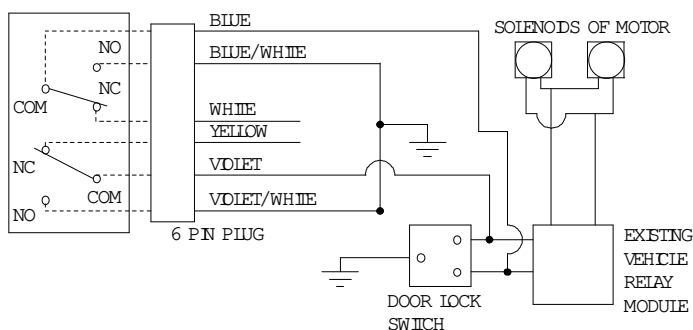 BLUE
SOLENOIDS OF MOTOR
NO
BLUE/WHITE
NC
COM
WHITE
YELLOW
NC
VIOLET
COM
VIOLET/WHITE
NO
6 PIN PLUG
EXISTING
VEHICLE
RELAY
MODULE
DOOR LOCK
SWITCH